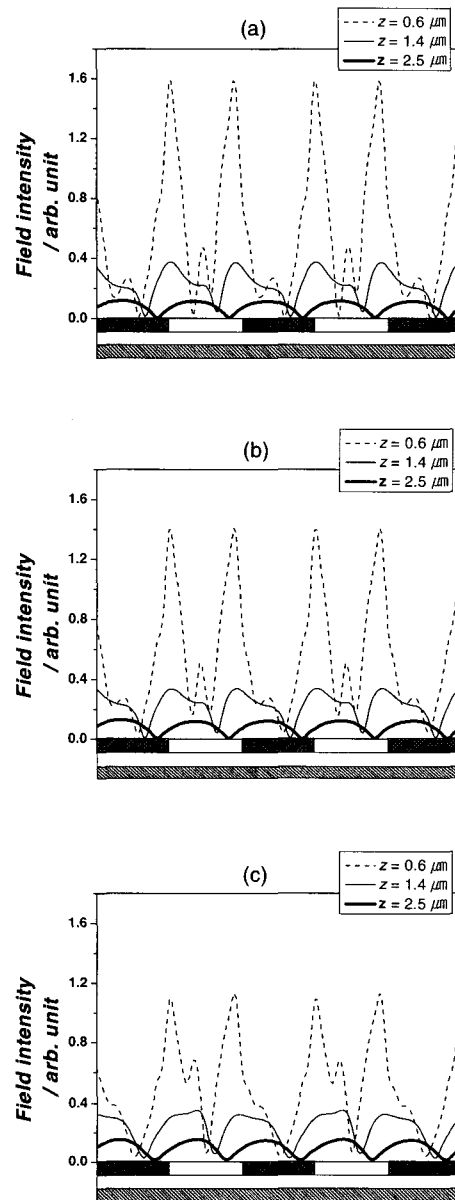 (a)
z = 0.6 μm
z = 1.4 μm
z = 2.5 μm
Field intensity
/ arb. unit
1.6
1.2
0.8
0.4
0.0
(b)
z = 0.6 μm
z = 1.4 μm
z = 2.5 μm
Field intensity
/ arb. unit
1.6
1.2
0.8
0.4
0.0
(c)
z = 0.6 μm
z = 1.4 μm
z = 2.5 μm
Field intensity
/ arb. unit
1.6
1.2
0.8
0.4
0.0